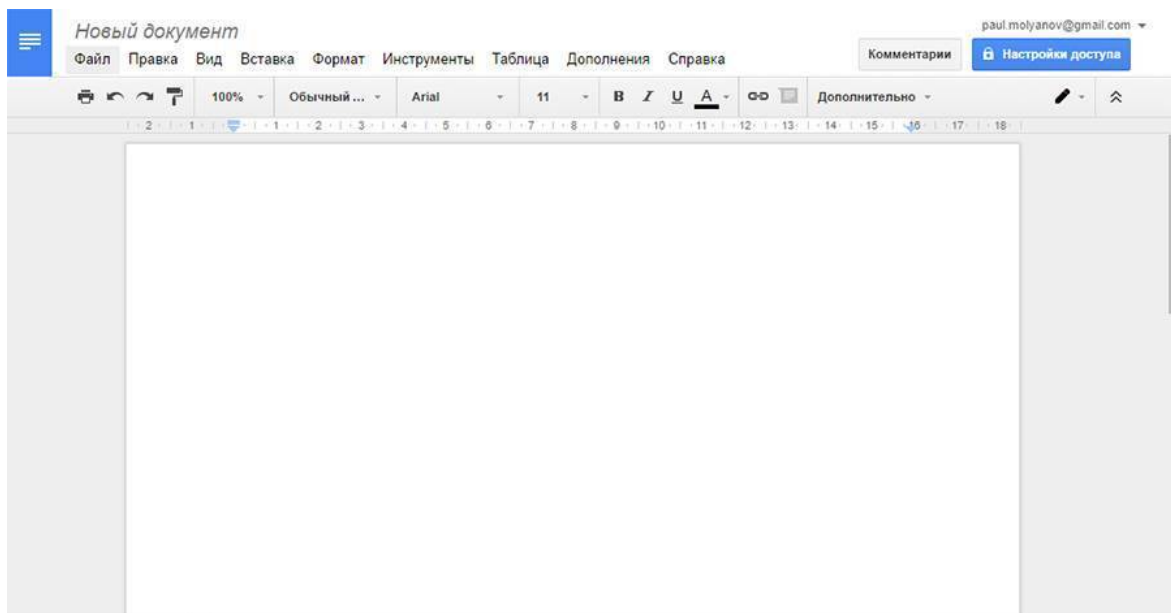 Новый документ
paul.molyanov@gmail.com
Файл Правка Вид Вставка Формат Инструменты Таблица Дополнения Справка
Комментарии
Настройки доступа
100% Обычный ... Arial 11 B I U A Дополнительно
2 1 1 2 3 4 5 6 7 8 9 10 11 12 13 14 15 16 17 18